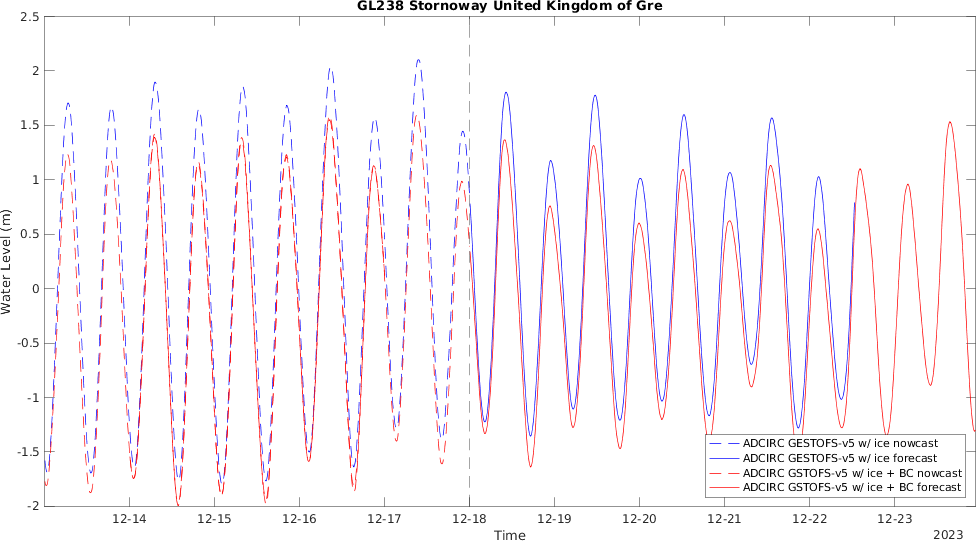 GL238 Stornoway United Kingdom of Gre
2.5
2
1.5
1
0.5
0
-0.5
-1
-1.5
-2
Water Level (m)
ADCIRC GESTOFS-v5 w/ ice nowcast
ADCIRC GESTOFS-v5 w/ ice forecast
ADCIRC GSTOFS-v5 w/ ice + BC nowcast
ADCIRC GSTOFS-v5 w/ ice + BC forecast
12-14 12-15 12-16 12-17 12-18 12-19 12-20 12-21 12-22 12-23
Time
2023